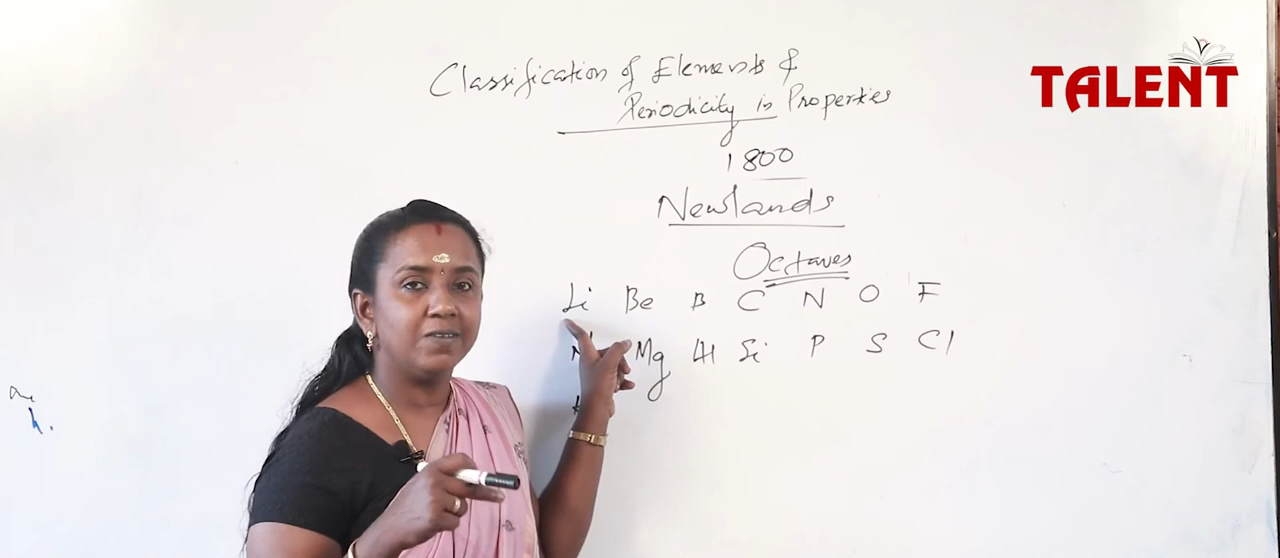 TALENT
Classification of Elements &
Periodicity in Properties
1800
Newlands
Octaves
Li Be B C N O F
Mg Al Si P S Cl